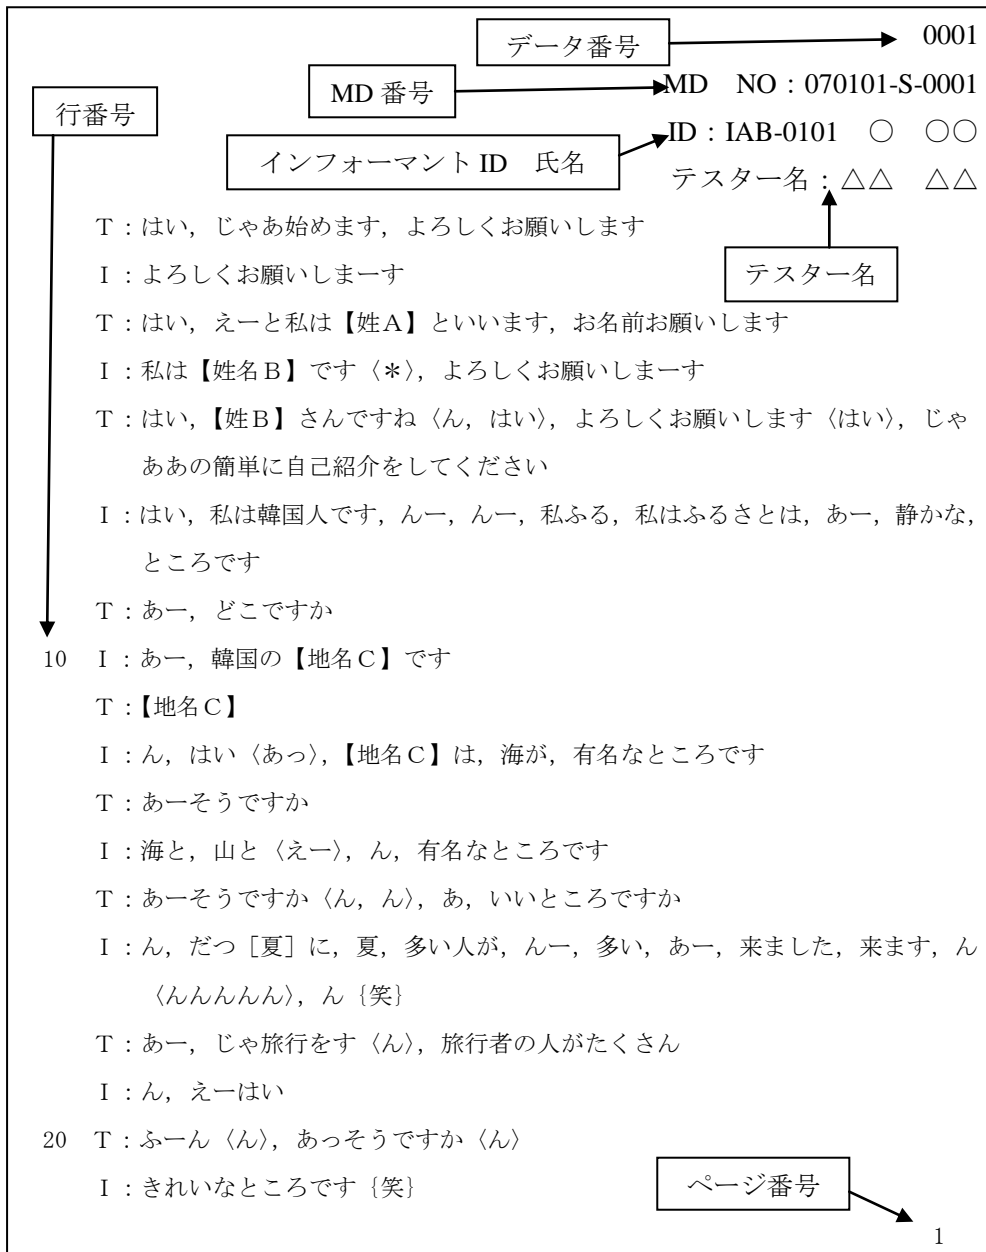 データ番号 0001
MD 番号 MD NO：070101-S-0001
行番号
ID：IAB-0101 ○ ○○
インフォーマント ID 氏名
テスター名：△△ △△
テスター名
T：はい，じゃあ始めます，よろしくお願いします
I：よろしくお願いしまーす
T：はい，えーと私は【姓A】といいます，お名前お願いします
I：私は【姓名B】です〈＊〉，よろしくお願いしまーす
T：はい，【姓B】さんですね〈ん，はい〉，よろしくお願いします〈はい〉，じゃ
ああの簡単に自己紹介をしてください
I：はい，私は韓国人です，んー，んー，私ふる，私はふるさとは，あー，静かな，
ところです
T：あー，どこですか
10 I：あー，韓国の【地名C】です
T：【地名C】
I：ん，はい〈あっ〉，【地名C】は，海が，有名なところです
T：あーそうですか
I：海と，山と〈えー〉，ん，有名なところです
T：あーそうですか〈ん，ん〉，あ，いいところですか
I：ん，だつ［夏］に，夏，多い人が，んー，多い，あー，来ました，来ます，ん
〈んんんんん〉，ん｛笑｝
T：あー，じゃ旅行をす〈ん〉，旅行者の人がたくさん
I：ん，えーはい
20 T：ふーん〈ん〉，あっそうですか〈ん〉
I：きれいなところです｛笑｝
ページ番号
1